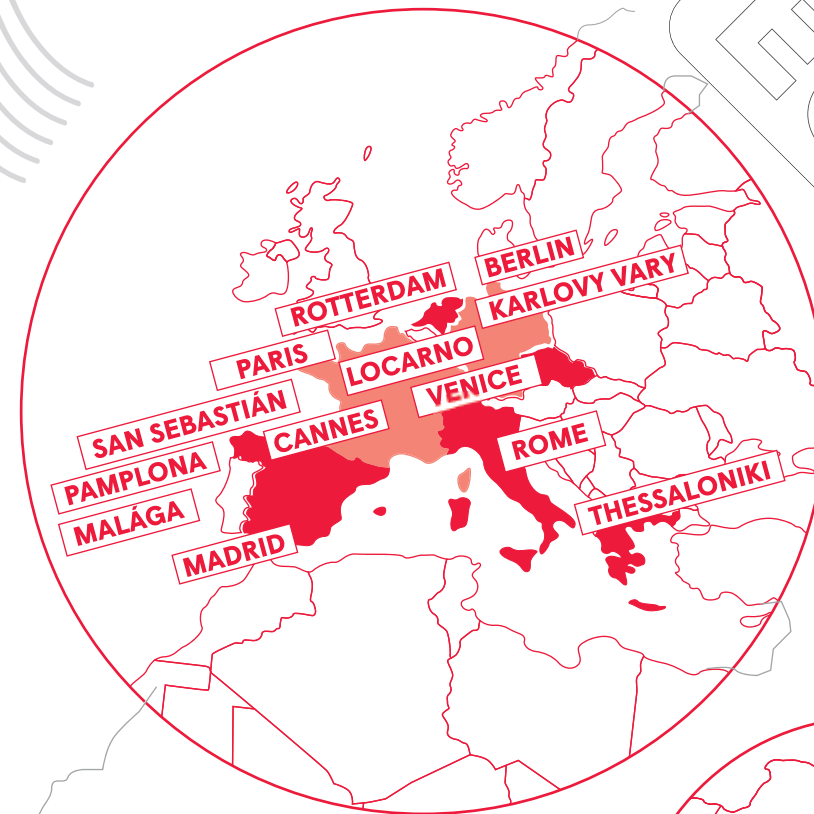 BERLIN
KARLOVY VARY
ROTTERDAM
PARIS
LOCARNO
VENICE
SAN SEBASTIÁN
CANNES
PAMPLONA
ROME
MALÁGA
THESSALONIKI
MADRID